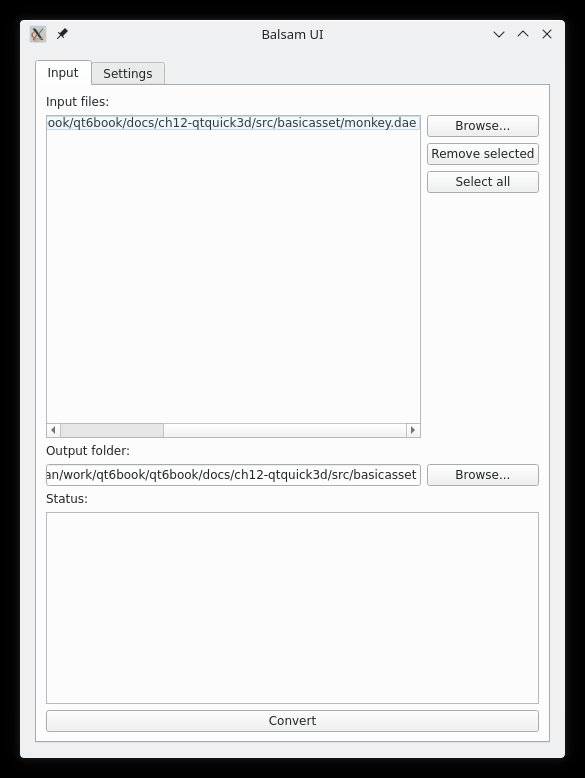 Balsam UI
Input
Settings
Input files:
ook/qt6book/docs/ch12-qtquick3d/src/basicasset/monkey.dae
Browse...
Remove selected
Select all
Output folder:
an/work/qt6book/qt6book/docs/ch12-qtquick3d/src/basicasset
Browse...
Status:
Convert